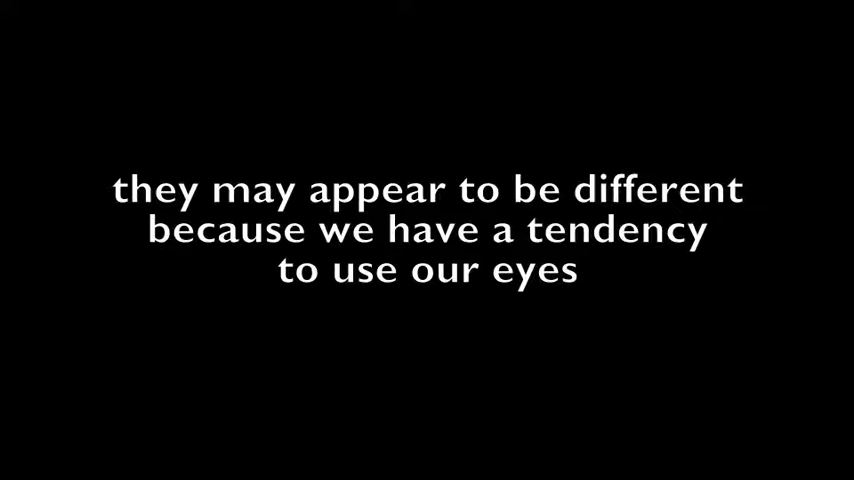 they may appear to be different
because we have a tendency
to use our eyes